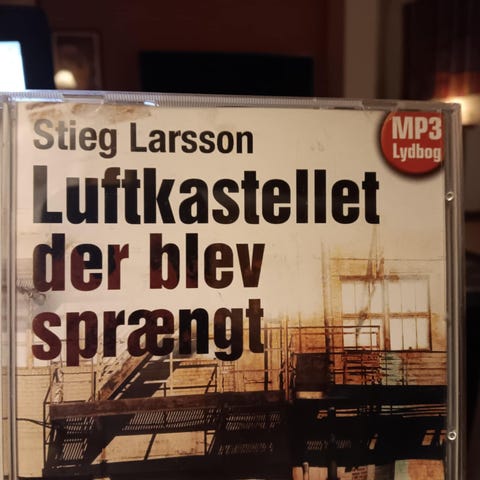 Stieg Larsson
MP3
Lydbog
Luftkastellet
der blev
sprængt